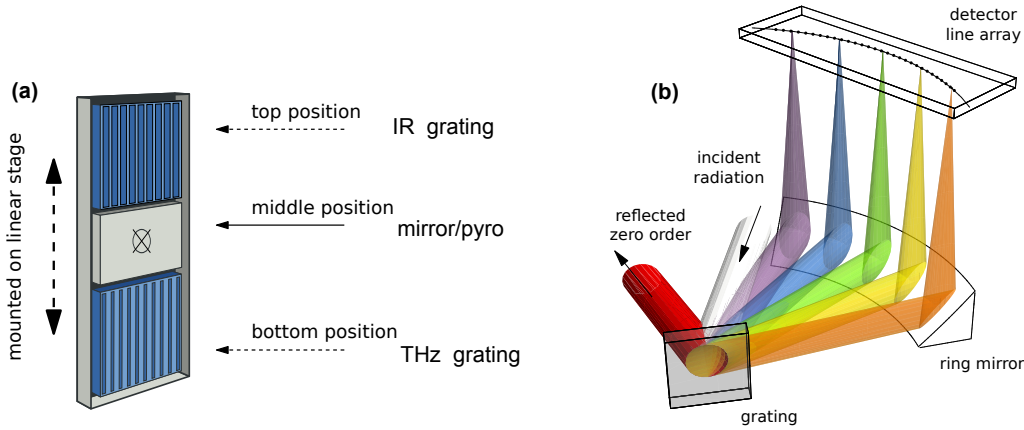 (a)
mounted on linear stage
top position
IR grating
middle position
mirror/pyro
bottom position
THz grating
(b)
detector
line array
incident
radiation
reflected
zero order
ring mirror
grating